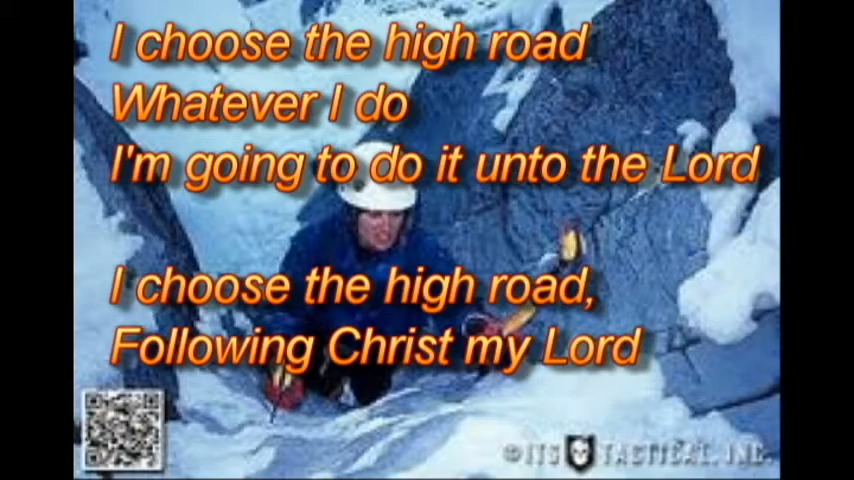 I choose the high road
Whatever I do
I'm going to do it unto the Lord
I choose the high road,
Following Christ my Lord
©ITS TACTICAL, INC.